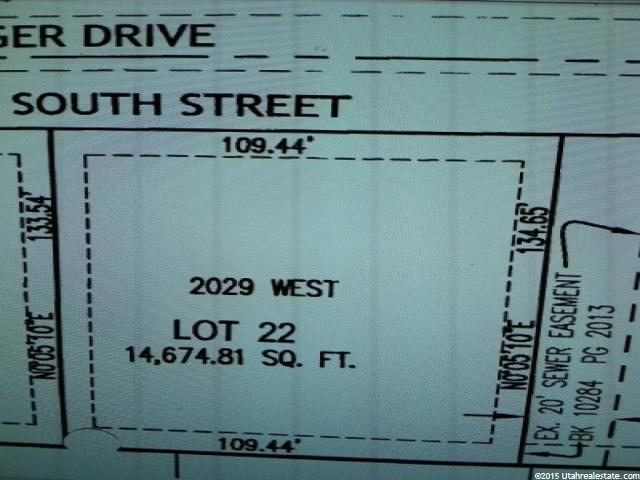 GER DRIVE
SOUTH STREET
109.44'
133.54'
N0°05'10"E
2029 WEST
LOT 22
14,674.81 SQ. FT.
134.65'
N0°05'10"E
109.44'
EX. 20' SEWER EASEMENT
BK 10284 PG 2013
©2015 Utahrealestate.com